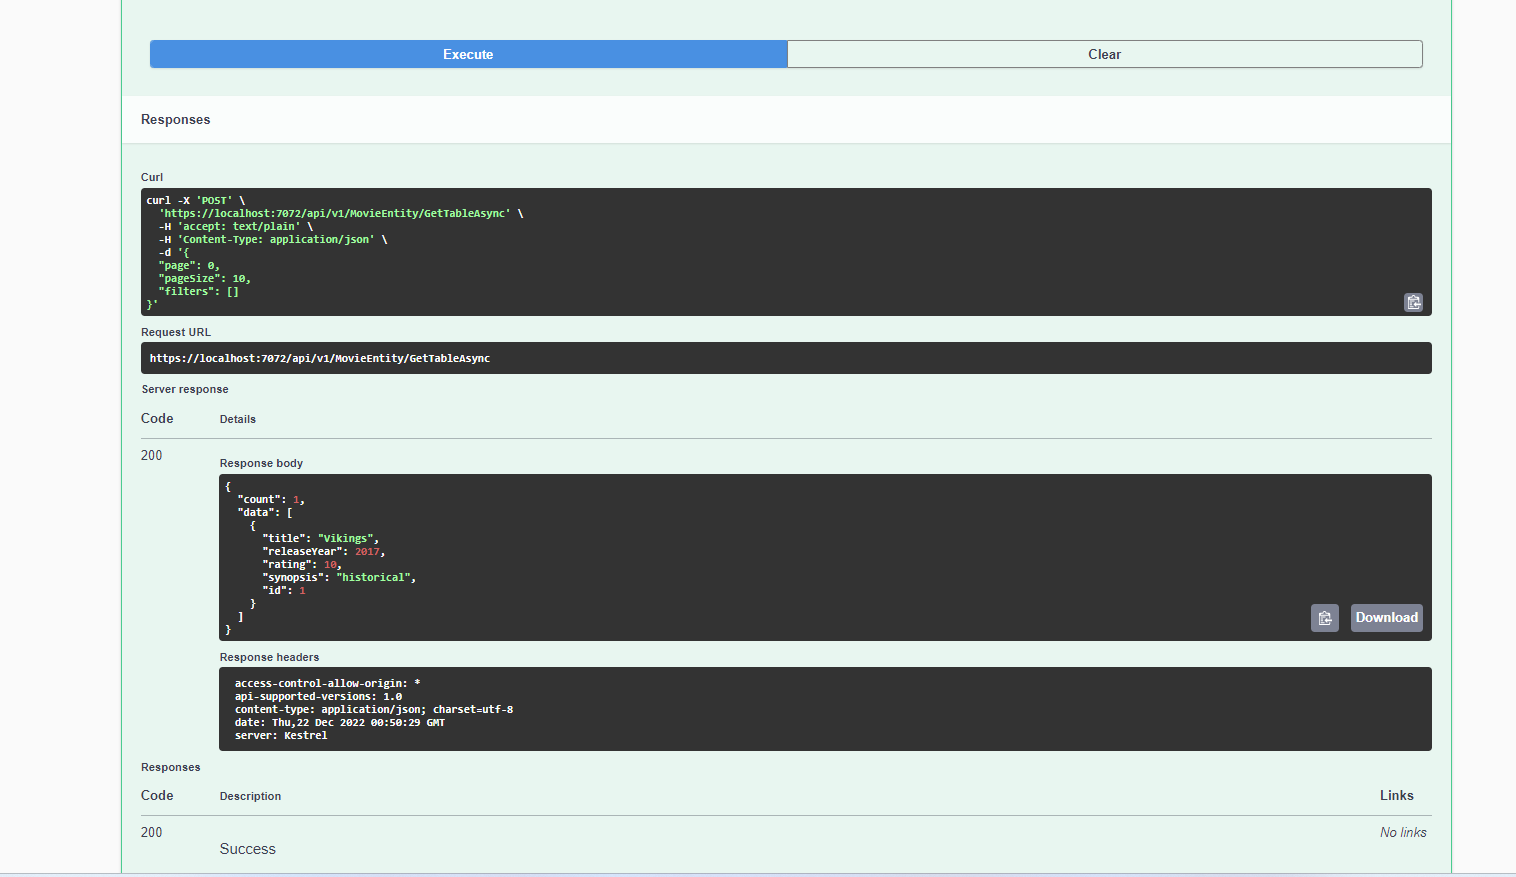 Execute
Clear
Responses
Curl
curl -X 'POST' \
'https://localhost:7072/api/v1/MovieEntity/GetTableAsync' \
-H 'accept: text/plain' \
-H 'Content-Type: application/json' \
-d '{
"page": 0,
"pageSize": 10,
"filters": []
}'
Request URL
https://localhost:7072/api/v1/MovieEntity/GetTableAsync
Server response
Code Details
200
Response body
{
"count": 1,
"data": [
{
"title": "Vikings",
"releaseYear": 2017,
"rating": 10,
"synopsis": "historical",
"id": 1
}
]
}
Download
Response headers
access-control-allow-origin: *
api-supported-versions: 1.0
content-type: application/json; charset=utf-8
date: Thu,22 Dec 2022 00:50:29 GMT
server: Kestrel
Responses
Code Description Links
200 No links
Success